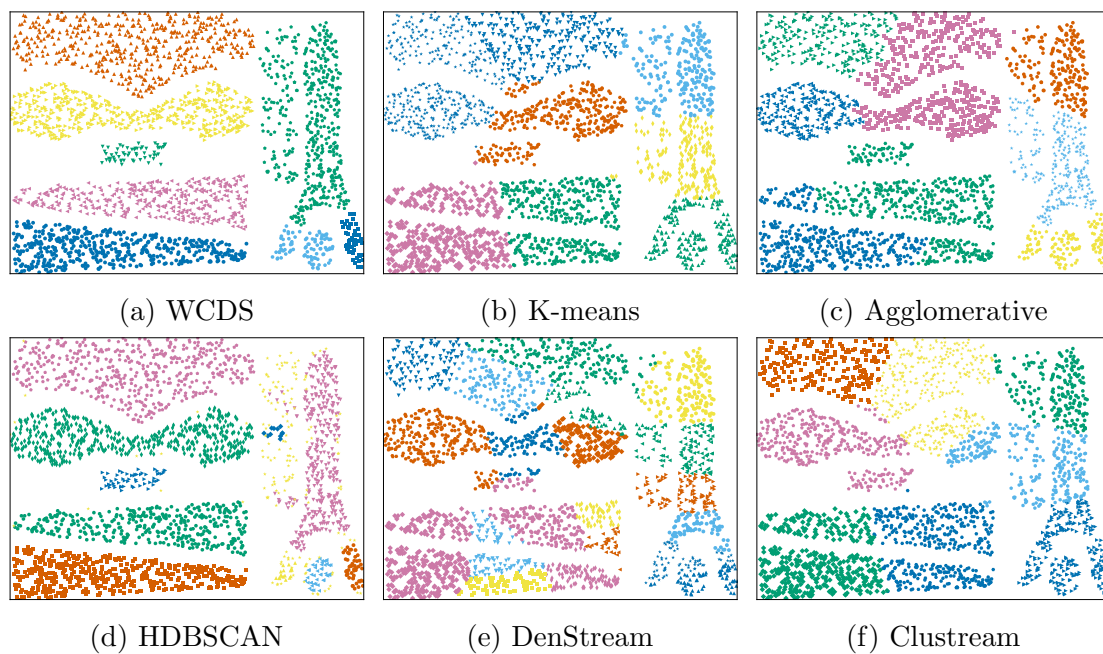 (a) WCDS
(b) K-means
(c) Agglomerative
(d) HDBSCAN
(e) DenStream
(f) Clustream